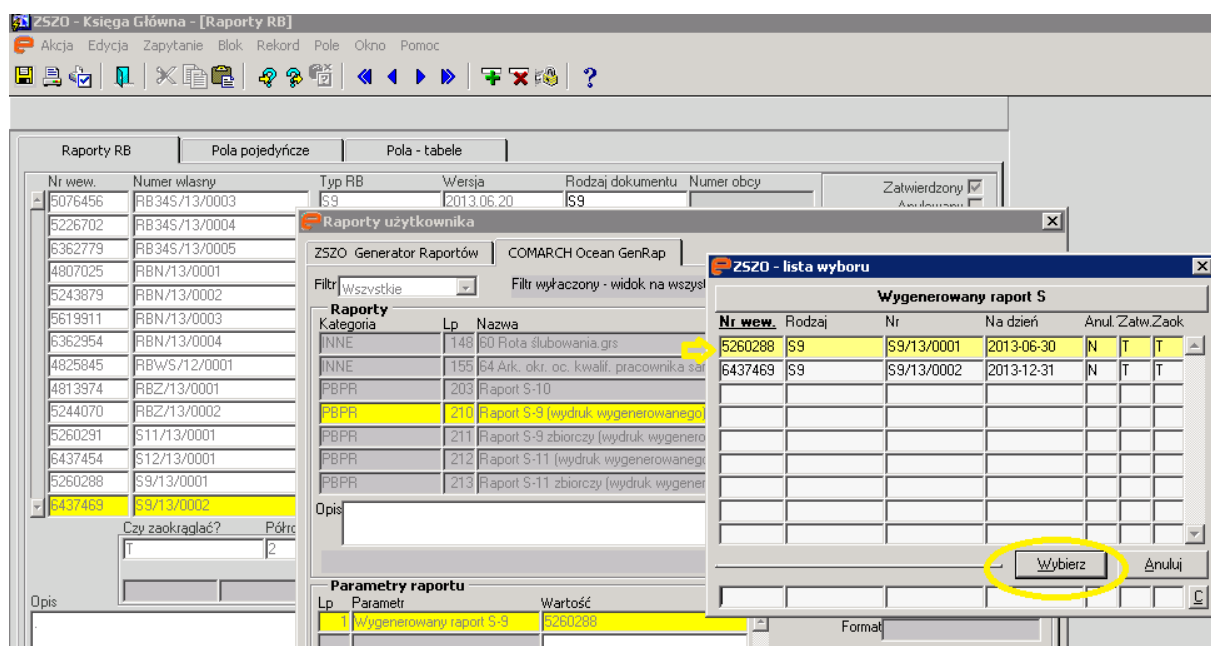 ZSZO - Księga Główna - [Raporty RB]
Akcja Edycja Zapytanie Blok Rekord Pole Okno Pomoc
Raporty RB Pola pojedyńcze Pola - tabele
Nr wew. Numer własny Typ RB Wersja Rodzaj dokumentu Numer obcy Zatwierdzony
5076456 RB34S/13/0003 S9 2013.06.20 S9
5226702 RB34S/13/0004
6362779 RB34S/13/0005
4807025 RBN/13/0001
5243879 RBN/13/0002
5619911 RBN/13/0003
6362954 RBN/13/0004
4825845 RBWS/12/0001
4813974 RBZ/13/0001
5244070 RBZ/13/0002
5260291 S11/13/0001
6437454 S12/13/0001
5260288 S9/13/0001
6437469 S9/13/0002
Czy zaokrąglać?
T 2
Opis
.
Raporty użytkownika
ZSZO Generator Raportów COMARCH Ocean GenRap
Filtr Wszystkie Filtr wyłaczony - widok na
Raporty
Kategoria Lp Nazwa
INNE 148 60 Rota ślubowania.grs
INNE 155 64 Ark. okr. oc. kwalif. pracownika
PBPR 203 Raport S-10
PBPR 210 Raport S-9 (wydruk wygenerowanego)
PBPR 211 Raport S-9 zbiorczy (wydruk
PBPR 212 Raport S-11 (wydruk
PBPR 213 Raport S-11 zbiorczy (wydruk
Opis
Parametry raportu
Lp Parametr Wartość
1 Wygenerowany raport S-9 5260288
Format
ZSZO - lista wyboru
Wygenerowany raport S
Nr wew. Rodzaj Nr Na dzień Anul. Zatw. Zaok
5260288 S9 S9/13/0001 2013-06-30 N T T
6437469 S9 S9/13/0002 2013-12-31 N T T
Wybierz Anuluj
C